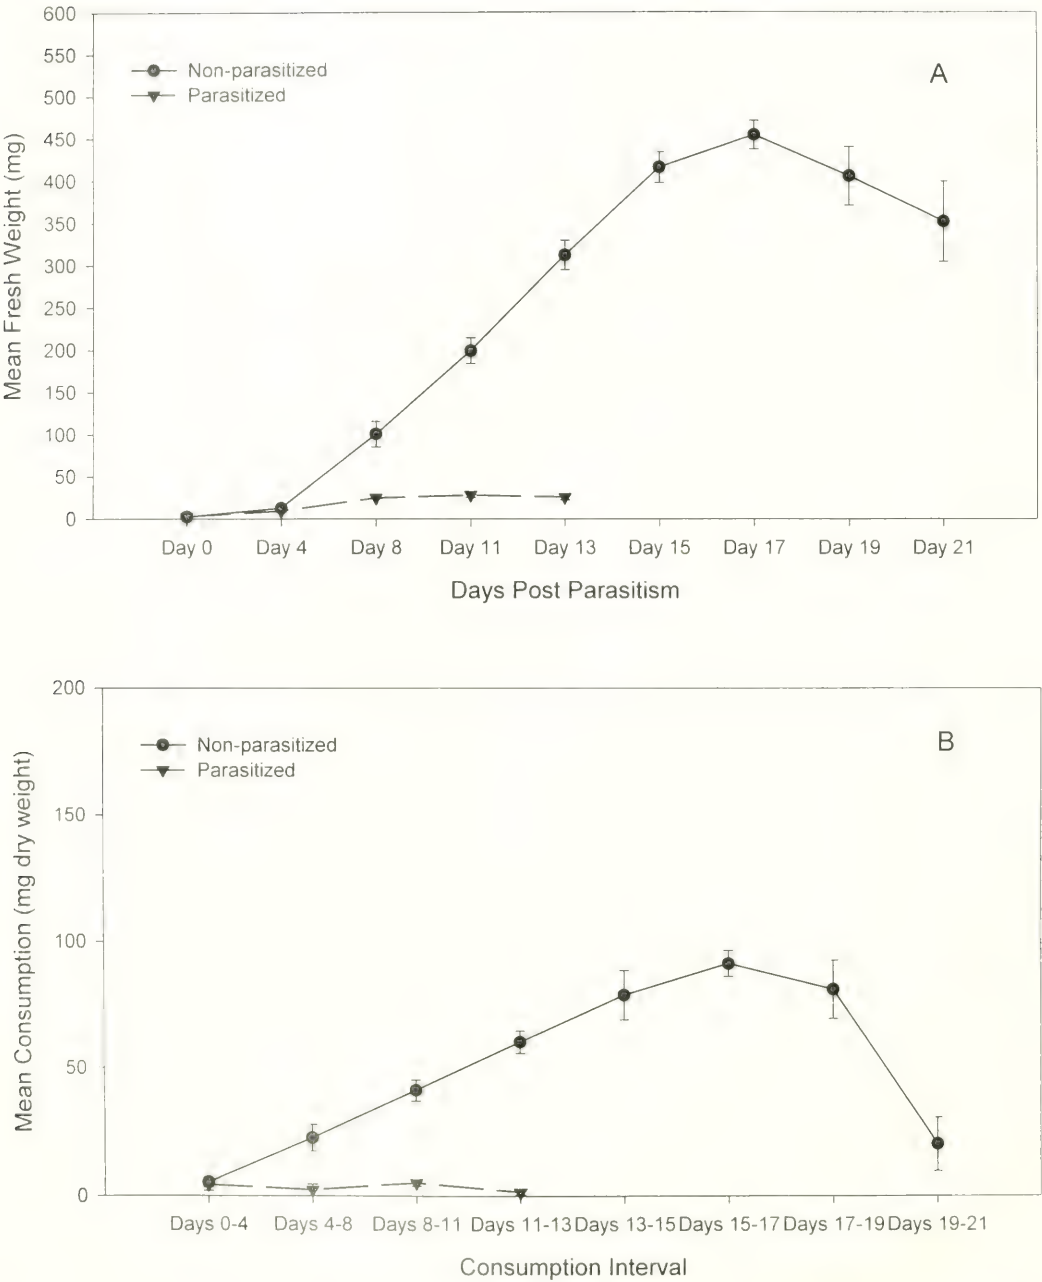 600
550
500
450
400
350
300
250
200
150
100
50
0
Mean Fresh Weight (mg)
Non-parasitized
Parasitized
A
Day 0 Day 4 Day 8 Day 11 Day 13 Day 15 Day 17 Day 19 Day 21
Days Post Parasitism
200
150
100
50
0
Mean Consumption (mg dry weight)
Non-parasitized
Parasitized
B
Days 0-4 Days 4-8 Days 8-11 Days 11-13 Days 13-15 Days 15-17 Days 17-19 Days 19-21
Consumption Interval